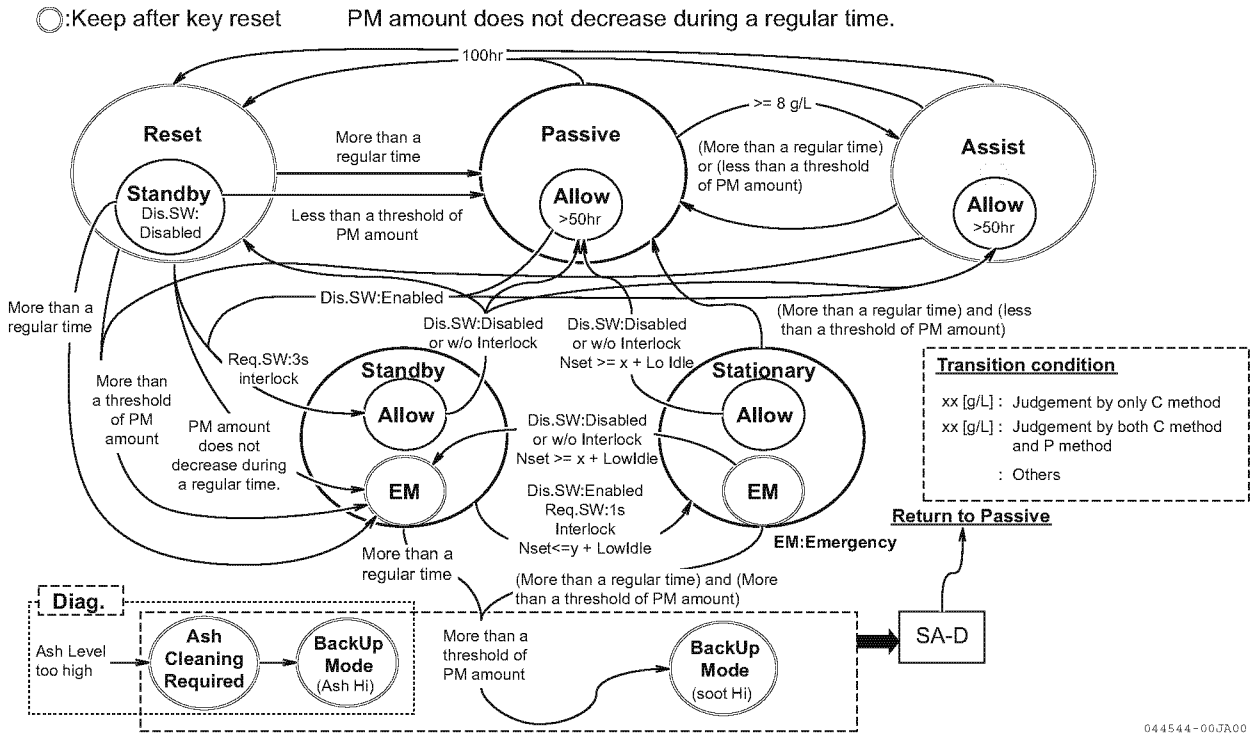 :Keep after key reset
PM amount does not decrease during a regular time.
100hr
Reset
Standby
Dis.SW:
Disabled
More than a
regular time
Less than a threshold of
PM amount
Passive
Allow
>50hr
>= 8 g/L
(More than a regular time)
or (less than a threshold
of PM amount)
Assist
Allow
>50hr
More than a
regular time
Dis.SW:Enabled
Req.SW:3s
interlock
Dis.SW:Disabled
or w/o Interlock
Dis.SW:Disabled
or w/o Interlock
Nset >= x + Lo Idle
(More than a regular time) and (less
than a threshold of PM amount)
More than
a threshold
of PM
amount
PM amount
does not
decrease during
a regular time.
Standby
Allow
EM
Dis.SW:Disabled
or w/o Interlock
Nset >= x + LowIdle
Dis.SW:Enabled
Req.SW:1s
Interlock
Nset<=y + LowIdle
Stationary
Allow
EM
EM:Emergency
Transition condition
xx [g/L] : Judgement by only C method
xx [g/L] : Judgement by both C method
and P method
: Others
Return to Passive
More than a
regular time
(More than a regular time) and (More
than a threshold of PM amount)
Diag.
Ash Level
too high
Ash
Cleaning
Required
BackUp
Mode
(Ash Hi)
More than a
threshold of
PM amount
BackUp
Mode
(soot Hi)
SA-D
044544-00JA00